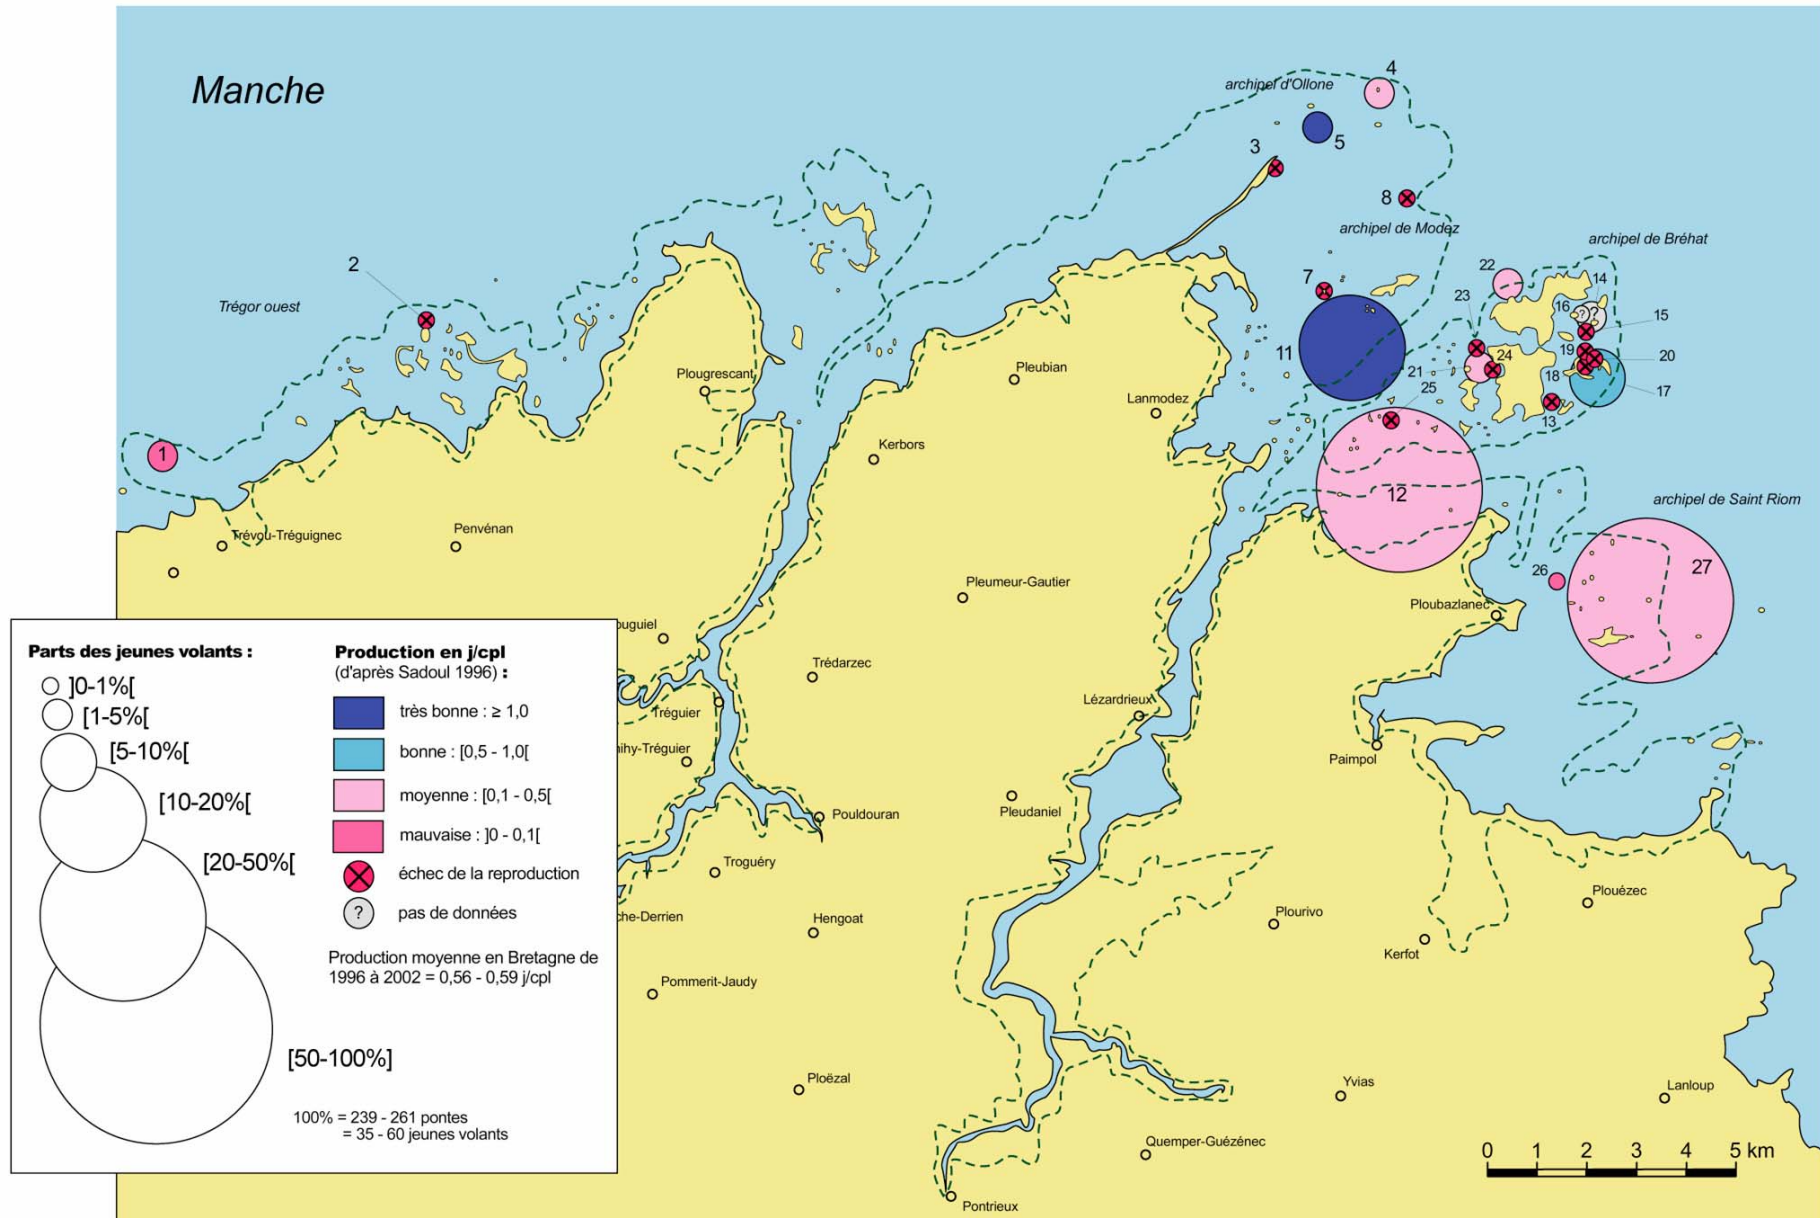 Manche
archipel d'Ollone
4
5
3
8
archipel de Modez
archipel de Bréhat
2
Trégor ouest
7
22
14
16
15
23
11
19
20
24
21
25
18
17
13
Plougrescant
Pleubian
Lanmodez
Kerbors
1
12
archipel de Saint Riom
Trévou-Tréguignec
Penvénan
26
27
Pleumeur-Gautier
Ploubazlanec
ouguiel
Trédarzec
Lézardrieux
Tréguier
nihy-Tréguier
Paimpol
Pouldouran
Pleudaniel
Troguéry
Plouézec
che-Derrien
Hengoat
Plourivo
Kerfot
Pommerit-Jaudy
Ploëzal
Yvias
Lanloup
Quemper-Guézénec
Pontrieux
0 1 2 3 4 5 km
Parts des jeunes volants :
]0-1%[
[1-5%[
[5-10%[
[10-20%[
[20-50%[
[50-100%]
Production en j/cpl
(d'après Sadoul 1996) :
très bonne : ≥ 1,0
bonne : [0,5 - 1,0[
moyenne : [0,1 - 0,5[
mauvaise : ]0 - 0,1[
échec de la reproduction
? pas de données
Production moyenne en Bretagne de
1996 à 2002 = 0,56 - 0,59 j/cpl
100% = 239 - 261 pontes
= 35 - 60 jeunes volants